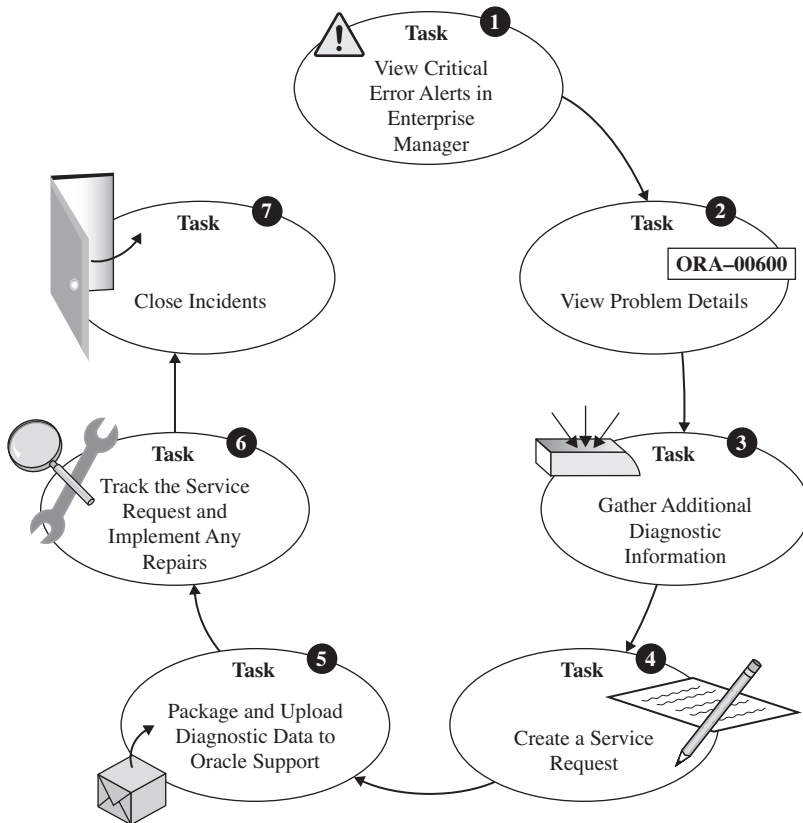 1
Task
View Critical
Error Alerts in
Enterprise
Manager
2
Task
ORA–00600
View Problem Details
3
Task
Gather Additional
Diagnostic
Information
4
Task
Create a Service
Request
5
Task
Package and Upload
Diagnostic Data to
Oracle Support
6
Task
Track the Service
Request and
Implement Any
Repairs
7
Task
Close Incidents